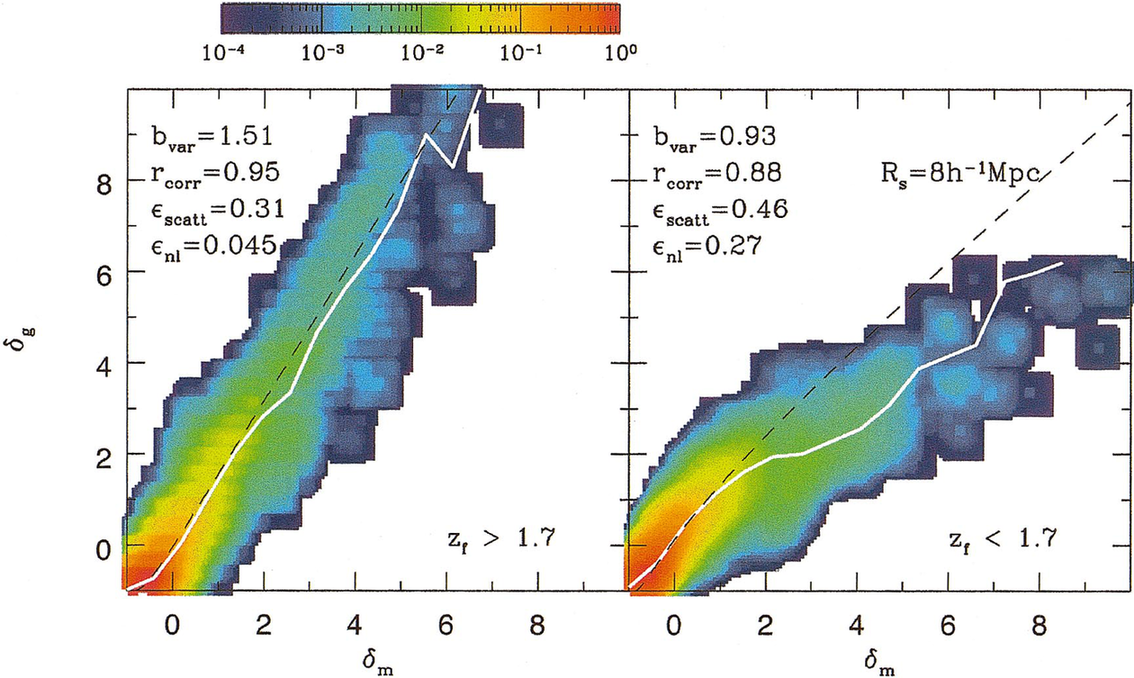 10⁻⁴ 10⁻³ 10⁻² 10⁻¹ 10⁰
b_var=1.51
r_corr=0.95
ϵ_scatt=0.31
ϵ_nl=0.045
z_f > 1.7
8
6
4
2
0
δ_g
0 2 4 6 8
δ_m
b_var=0.93
r_corr=0.88
ϵ_scatt=0.46
ϵ_nl=0.27
R_s=8h⁻¹Mpc
z_f < 1.7
0 2 4 6 8
δ_m